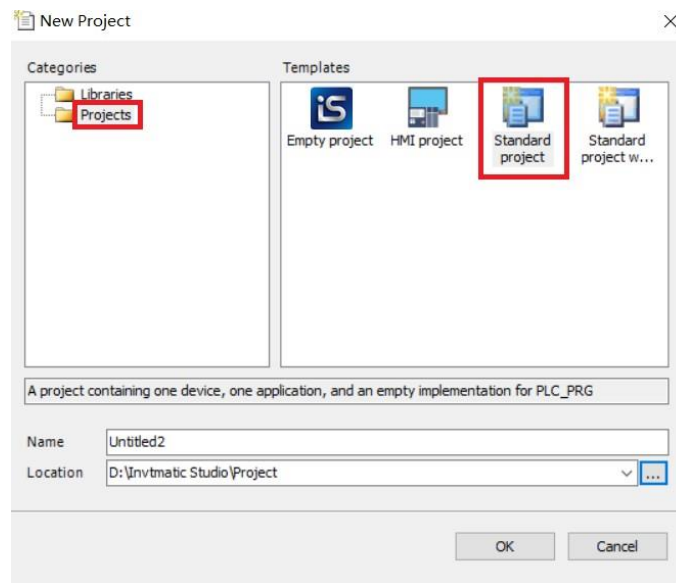 New Project
Categories
Libraries
Projects
Templates
iS
Empty project
HMI project
Standard
project
Standard
project w...
A project containing one device, one application, and an empty implementation for PLC_PRG
Name
Untitled2
Location
D:\Invtmatic Studio\Project
...
OK
Cancel